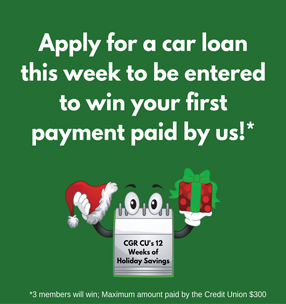 Apply for a car loan
this week to be entered
to win your first
payment paid by us!*
CGR CU's 12
Weeks of
Holiday Savings
*3 members will win; Maximum amount paid by the Credit Union $300